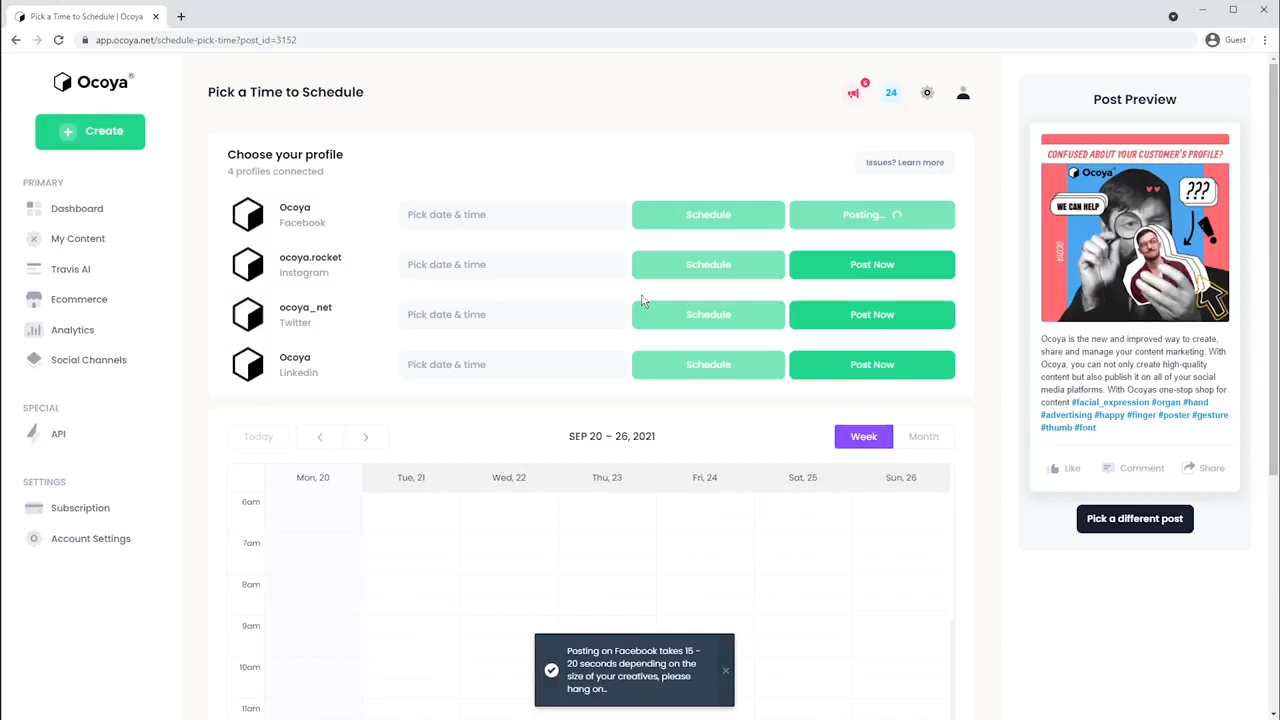 Pick a Time to Schedule | Ocoya
app.ocoya.net/schedule-pick-time?post_id=3152
Guest
Ocoya®
Create
PRIMARY
Dashboard
My Content
Travis AI
Ecommerce
Analytics
Social Channels
SPECIAL
API
SETTINGS
Subscription
Account Settings
Pick a Time to Schedule
6
24
Choose your profile
4 profiles connected
Issues? Learn more
Ocoya
Facebook
Pick date & time
Schedule
Posting...
ocoya.rocket
Instagram
Pick date & time
Schedule
Post Now
ocoya_net
Twitter
Pick date & time
Schedule
Post Now
Ocoya
Linkedin
Pick date & time
Schedule
Post Now
Today
SEP 20 – 26, 2021
Week
Month
Mon, 20
Tue, 21
Wed, 22
Thu, 23
Fri, 24
Sat, 25
Sun, 26
6am
7am
8am
9am
10am
11am
Posting on Facebook takes 15 -
20 seconds depending on the
size of your creatives, please
hang on..
Post Preview
CONFUSED ABOUT YOUR CUSTOMER'S PROFILE?
Ocoya
???
WE CAN HELP
OCOYA
Ocoya is the new and improved way to create,
share and manage your content marketing. With
Ocoya, you can not only create high-quality
content but also publish it on all of your social
media platforms. With Ocoyas one-stop shop for
content #facial_expression #organ #hand
#advertising #happy #finger #poster #gesture
#thumb #font
Like
Comment
Share
Pick a different post